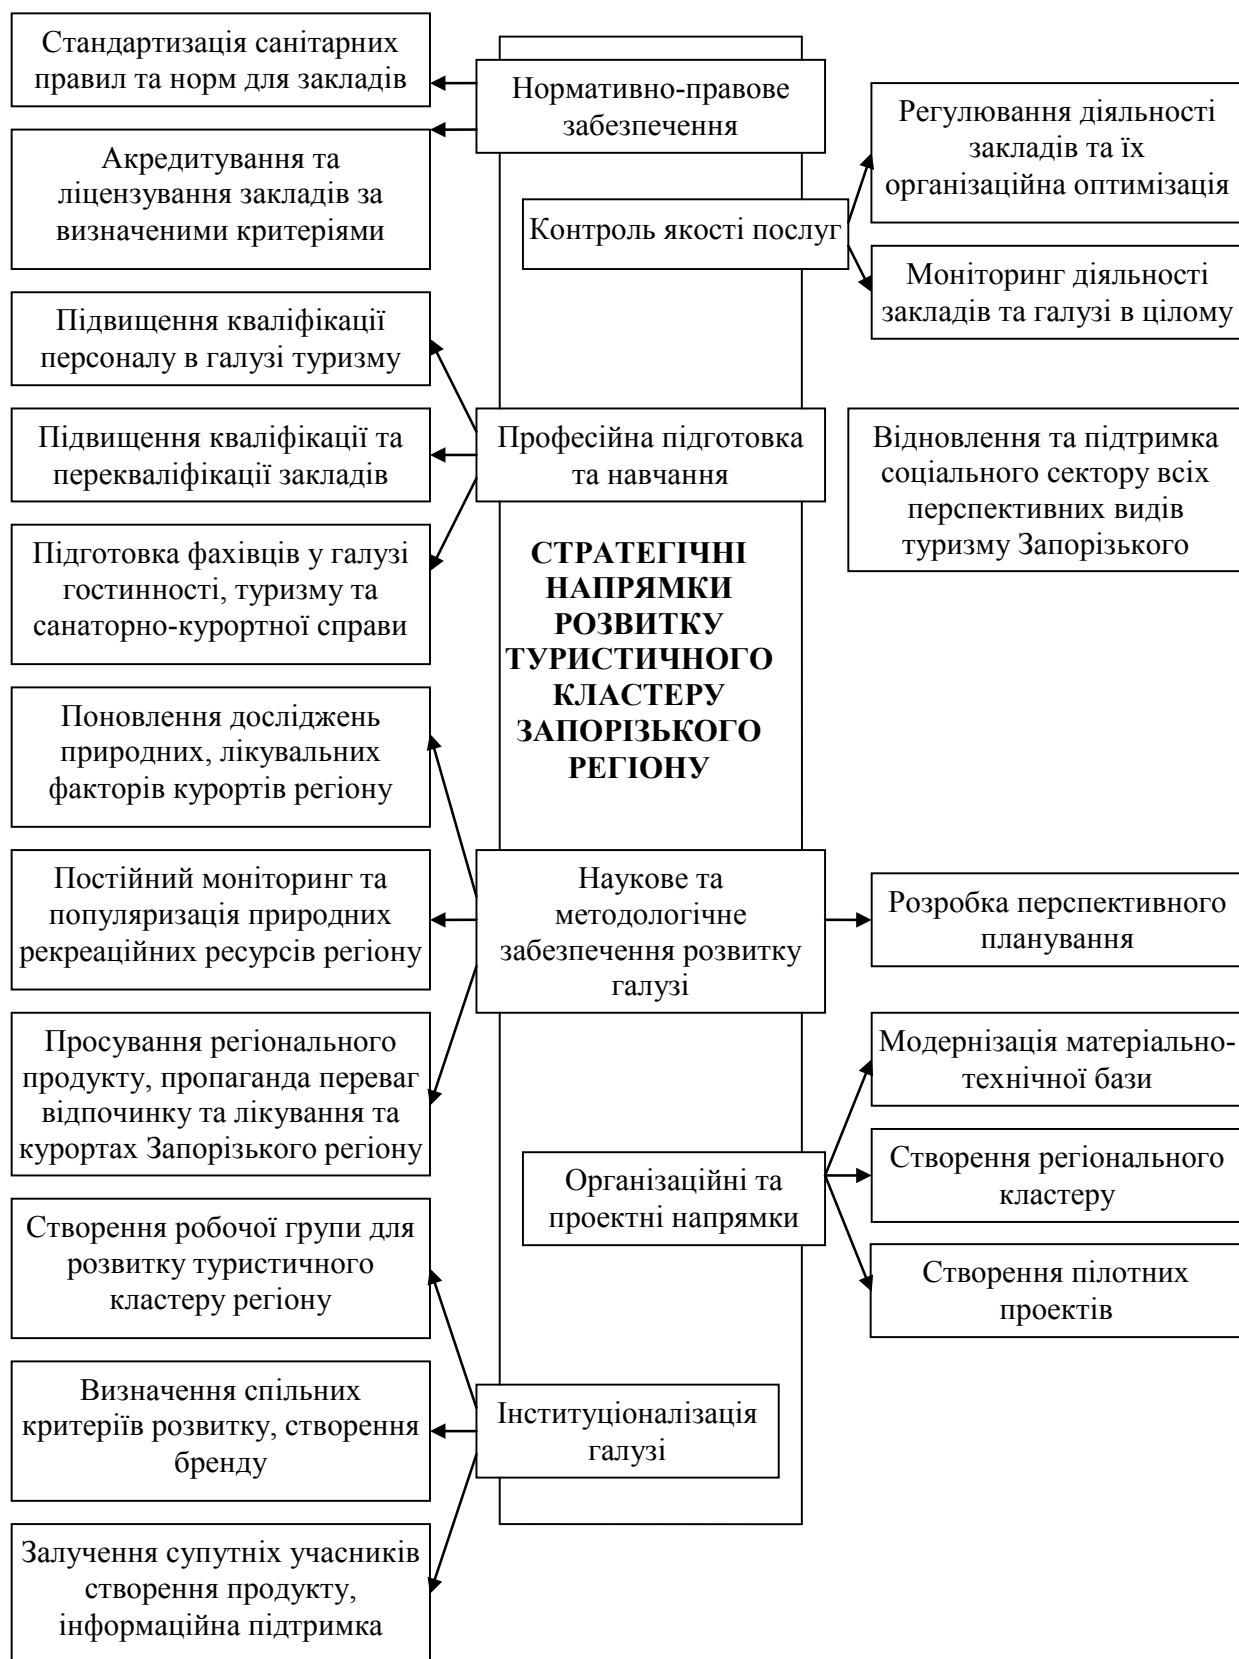 Стандартизація санітарних
правил та норм для закладів
Нормативно-правове
забезпечення
Регулювання діяльності
закладів та їх
організаційна оптимізація
Акредитування та
ліцензування закладів за
визначеними критеріями
Контроль якості послуг
Моніторинг діяльності
закладів та галузі в цілому
Підвищення кваліфікації
персоналу в галузі туризму
Підвищення кваліфікації та
перекваліфікації закладів
Професійна підготовка
та навчання
Відновлення та підтримка
соціального сектору всіх
перспективних видів
туризму Запорізького
Підготовка фахівців у галузі
гостинності, туризму та
санаторно-курортної справи
СТРАТЕГІЧНІ
НАПРЯМКИ
РОЗВИТКУ
ТУРИСТИЧНОГО
КЛАСТЕРУ
ЗАПОРІЗЬКОГО
РЕГІОНУ
Поновлення досліджень
природних, лікувальних
факторів курортів регіону
Постійний моніторинг та
популяризація природних
рекреаційних ресурсів регіону
Наукове та
методологічне
забезпечення розвитку
галузі
Розробка перспективного
планування
Просування регіонального
продукту, пропаганда переваг
відпочинку та лікування та
курортах Запорізького регіону
Модернізація матеріально-
технічної бази
Організаційні та
проектні напрямки
Створення регіонального
кластеру
Створення робочої групи для
розвитку туристичного
кластеру регіону
Створення пілотних
проектів
Визначення спільних
критеріїв розвитку, створення
бренду
Інституціоналізація
галузі
Залучення супутніх учасників
створення продукту,
інформаційна підтримка